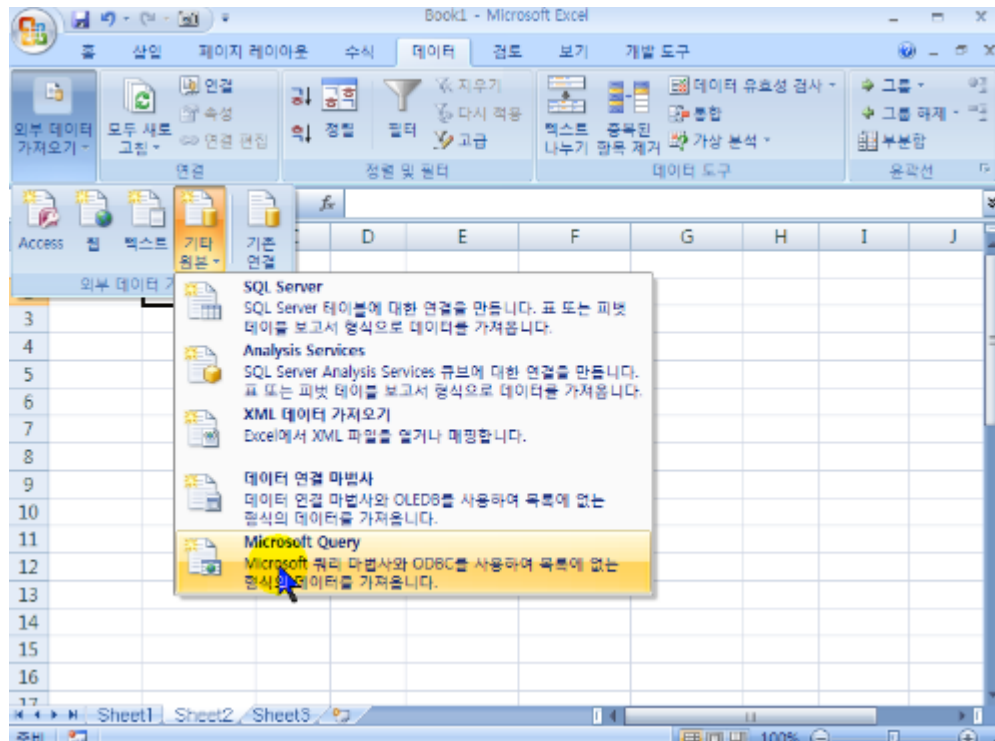 Book1 - Microsoft Excel
홈 삽입 페이지 레이아웃 수식 데이터 검토 보기 개발 도구
외부 데이터
가져오기
모두 새로
고침
연결
속성
연결 편집
연결
정렬
필터
지우기
다시 적용
고급
정렬 및 필터
텍스트
나누기
중복된
항목 제거
데이터 유효성 검사
통합
가상 분석
데이터 도구
그룹
그룹 해제
부분합
윤곽선
Access
웹
텍스트
기타
원본
기존
연결
외부 데이터
fx
D E F G H I J
SQL Server
SQL Server 테이블에 대한 연결을 만듭니다. 표 또는 피벗
테이블 보고서 형식으로 데이터를 가져옵니다.
Analysis Services
SQL Server Analysis Services 큐브에 대한 연결을 만듭니다.
표 또는 피벗 테이블 보고서 형식으로 데이터를 가져옵니다.
XML 데이터 가져오기
Excel에서 XML 파일을 열거나 매핑합니다.
데이터 연결 마법사
데이터 연결 마법사와 OLEDB를 사용하여 목록에 없는
형식의 데이터를 가져옵니다.
Microsoft Query
Microsoft 쿼리 마법사와 ODBC를 사용하여 목록에 없는
형식의 데이터를 가져옵니다.
3
4
5
6
7
8
9
10
11
12
13
14
15
16
17
Sheet1 Sheet2 Sheet3
준비
100%